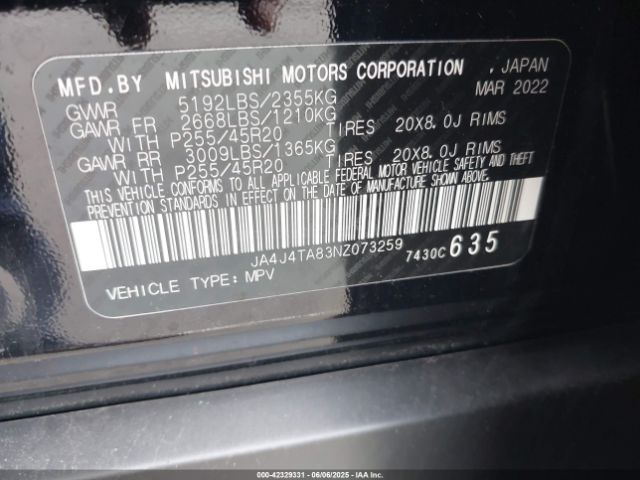 MFD.BY MITSUBISHI MOTORS CORPORATION , JAPAN
GVWR 5192LBS/2355KG MAR 2022
GAWR FR 2668LBS/1210KG
WITH P255/45R20 TIRES 20X8.0J RIMS
GAWR RR 3009LBS/1365KG
WITH P255/45R20 TIRES 20X8.0J RIMS
THIS VEHICLE CONFORMS TO ALL APPLICABLE FEDERAL MOTOR VEHICLE SAFETY AND THEFT
PREVENTION STANDARDS IN EFFECT ON THE DATE OF MANUFACTURE SHOWN ABOVE.
JA4J4TA83NZ073259
7430C 635
VEHICLE TYPE: MPV
000-42329331 - 06/06/2025 - IAAI.COM